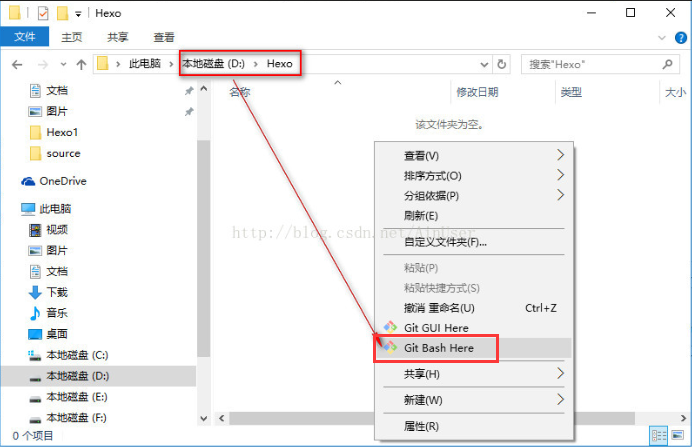 Hexo
文件 主页 共享 查看
此电脑 本地磁盘 (D:) Hexo 搜索"Hexo"
名称 修改日期 类型 大小
文档
图片
Hexo1
source
OneDrive
此电脑
视频
图片
文档
下载
音乐
桌面
本地磁盘 (C:)
本地磁盘 (D:)
本地磁盘 (E:)
本地磁盘 (F:)
该文件夹为空。
查看(V)
排序方式(O)
分组依据(P)
刷新(E)
自定义文件夹(F)...
粘贴(P)
粘贴快捷方式(S)
撤消 重命名(U) Ctrl+Z
Git GUI Here
Git Bash Here
共享(H)
新建(W)
属性(R)
http://blog.csdn.net/AinUser
0 个项目